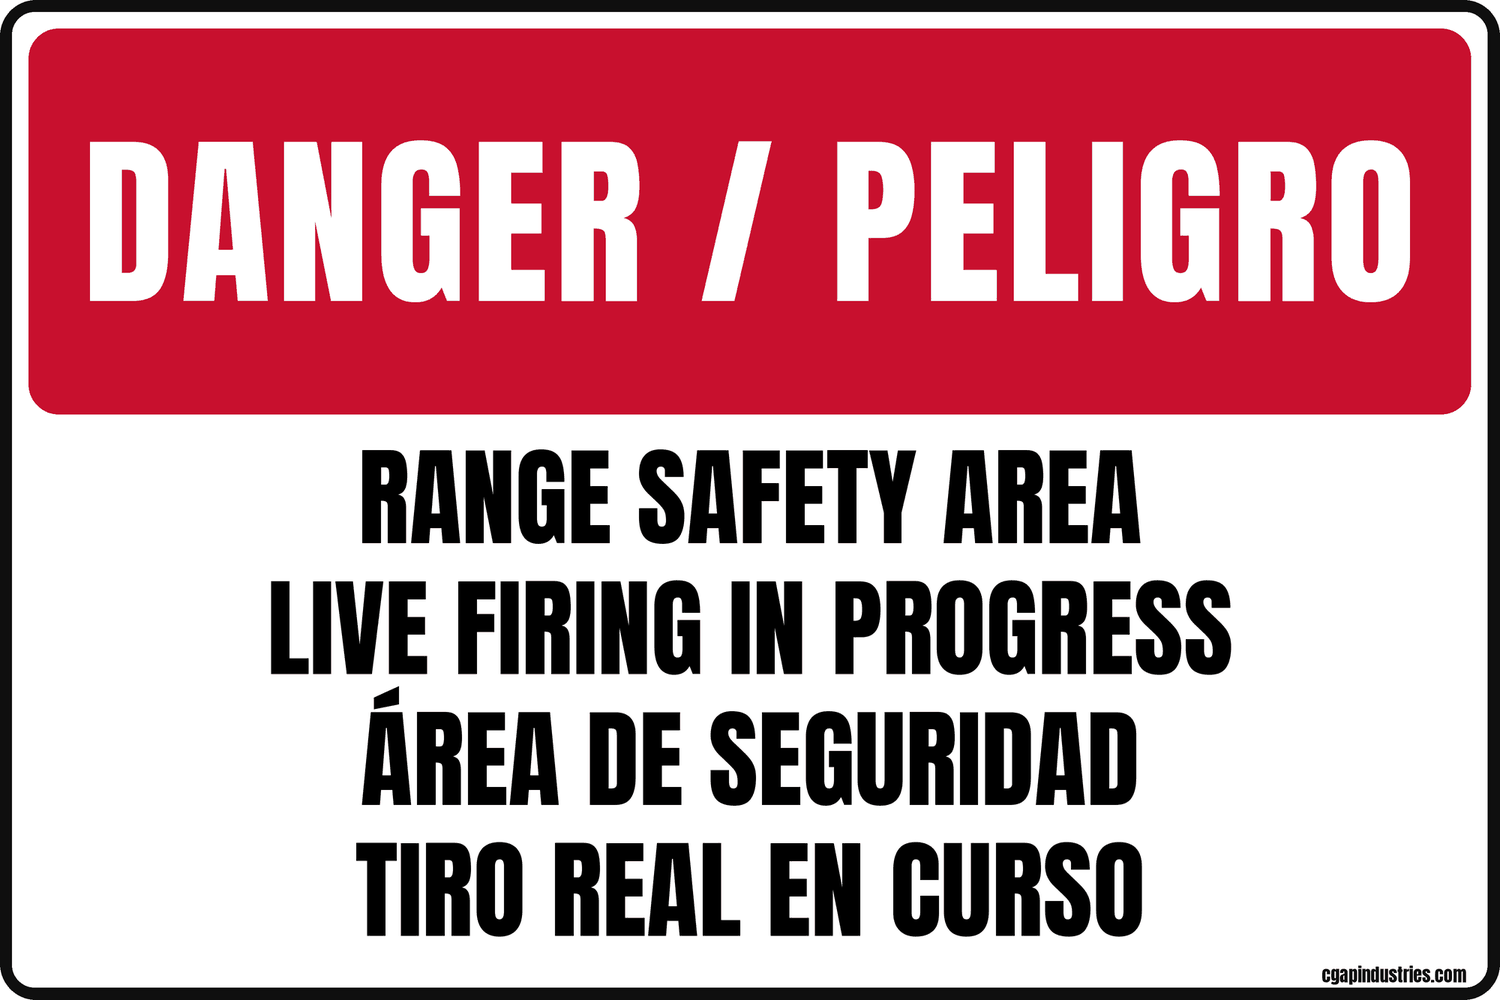 DANGER / PELIGRO
RANGE SAFETY AREA
LIVE FIRING IN PROGRESS
ÁREA DE SEGURIDAD
TIRO REAL EN CURSO
cgapindustries.com